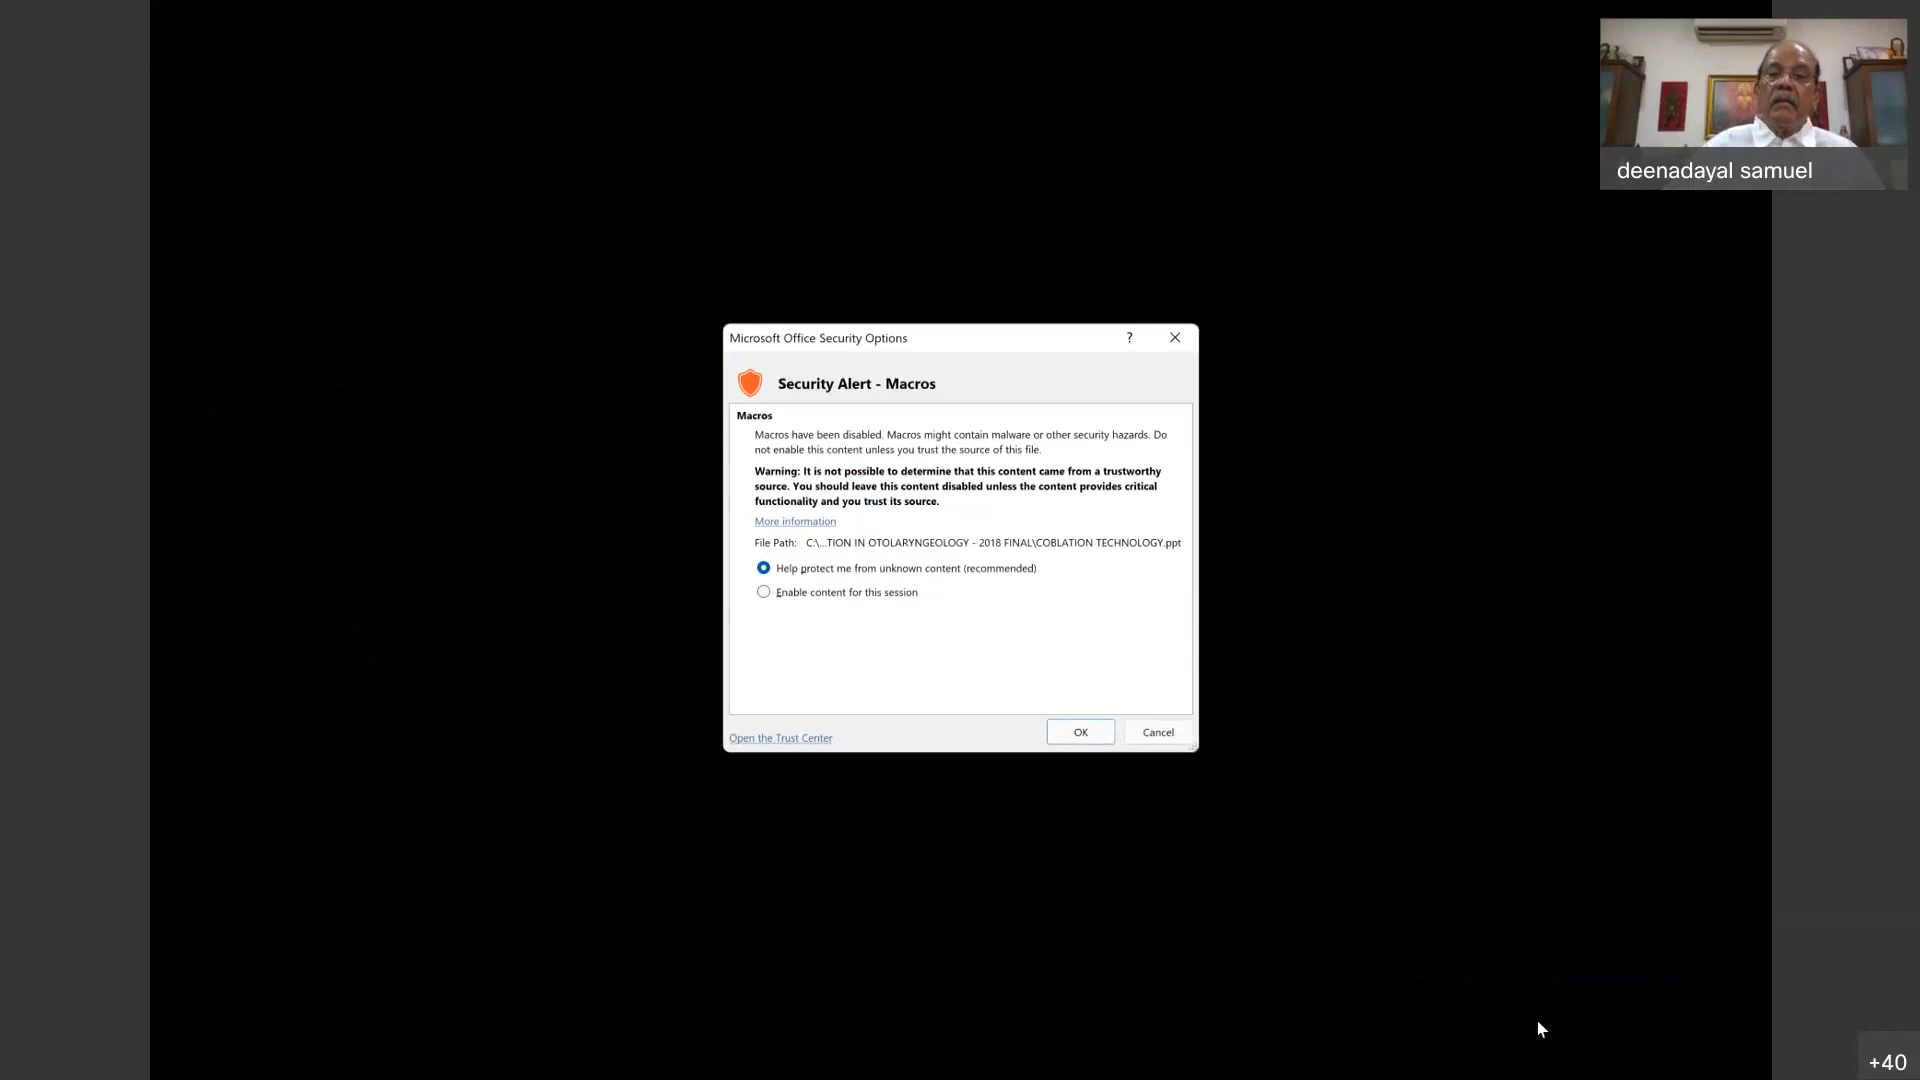 deenadayal samuel
Microsoft Office Security Options
Security Alert - Macros
Macros
Macros have been disabled. Macros might contain malware or other security hazards. Do
not enable this content unless you trust the source of this file.
Warning: It is not possible to determine that this content came from a trustworthy
source. You should leave this content disabled unless the content provides critical
functionality and you trust its source.
More information
File Path: C:\...TION IN OTOLARYNGEOLOGY - 2018 FINAL\COBLATION TECHNOLOGY.ppt
Help protect me from unknown content (recommended)
Enable content for this session
Open the Trust Center
OK
Cancel
+40